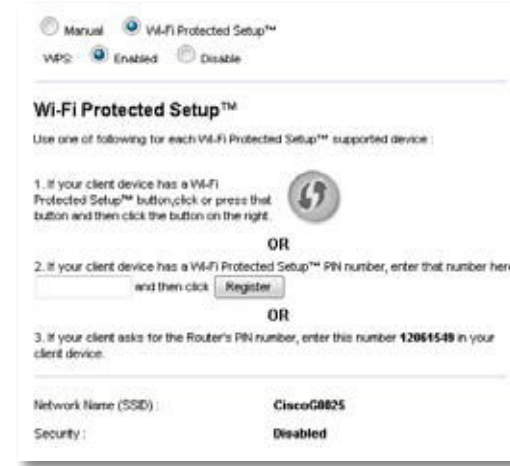 Manual Wi-Fi Protected Setup™
WPS: Enabled Disable
Wi-Fi Protected Setup™
Use one of following for each Wi-Fi Protected Setup™ supported device :
1. If your client device has a Wi-Fi
Protected Setup™ button,click or press that
button and then click the button on the right.
OR
2. If your client device has a Wi-Fi Protected Setup™ PIN number, enter that number here
and then click Register
OR
3. If your client asks for the Router's PIN number, enter this number 12061549 in your
client device.
Network Name (SSID) : CiscoG0025
Security : Disabled